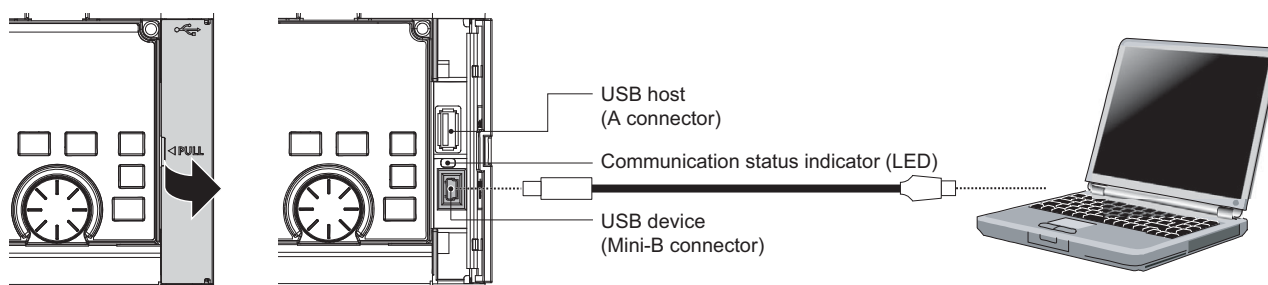 ◁ PULL
USB host
(A connector)
Communication status indicator (LED)
USB device
(Mini-B connector)